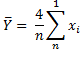 Ȳ = 4/n ∑_n^1 x_i